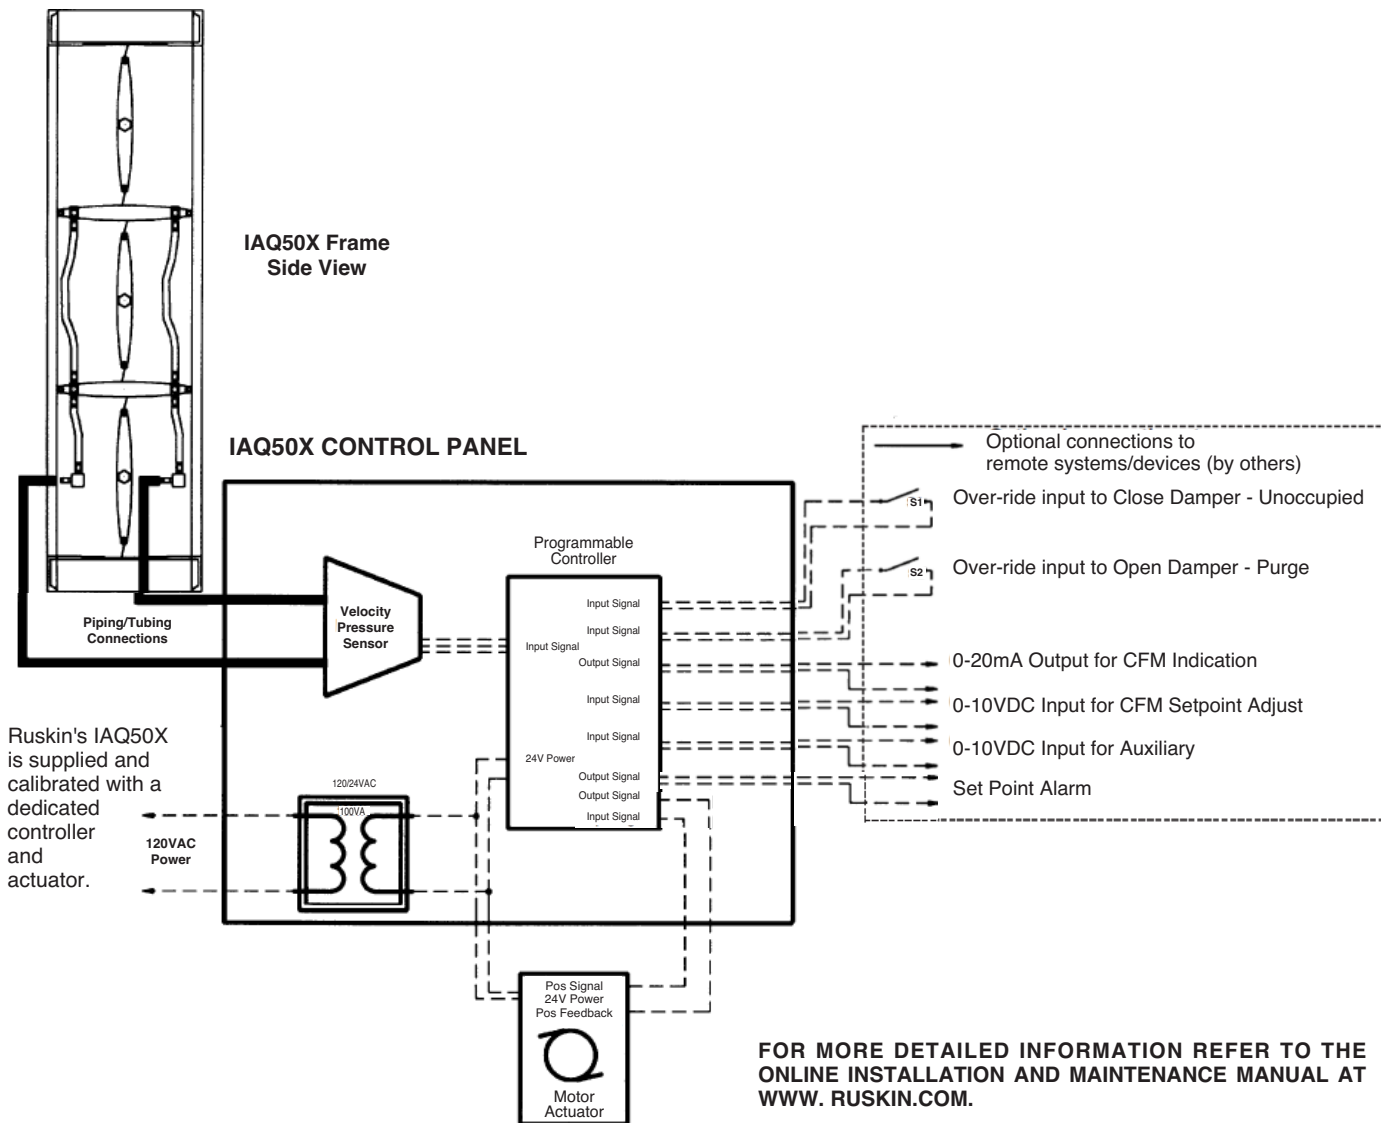 IAQ50X Frame
Side View
IAQ50X CONTROL PANEL
Optional connections to
remote systems/devices (by others)
S1
Over-ride input to Close Damper - Unoccupied
Programmable
Controller
S2
Over-ride input to Open Damper - Purge
Velocity
Pressure
Sensor
Input Signal
Input Signal
Input Signal
Output Signal
Input Signal
Input Signal
24V Power
Output Signal
Output Signal
Input Signal
Piping/Tubing
Connections
0-20mA Output for CFM Indication
0-10VDC Input for CFM Setpoint Adjust
0-10VDC Input for Auxiliary
Set Point Alarm
Ruskin's IAQ50X
is supplied and
calibrated with a
dedicated
controller
and
actuator.
120/24VAC
100VA
120VAC
Power
Pos Signal
24V Power
Pos Feedback
Motor
Actuator
FOR MORE DETAILED INFORMATION REFER TO THE
ONLINE INSTALLATION AND MAINTENANCE MANUAL AT
WWW. RUSKIN.COM.